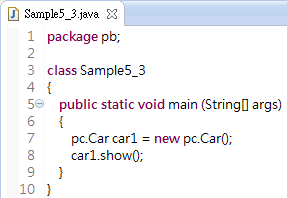 Sample5_3.java
1 package pb;
2
3 class Sample5_3
4 {
5 public static void main (String[] args)
6 {
7 pc.Car car1 = new pc.Car();
8 car1.show();
9 }
10 }